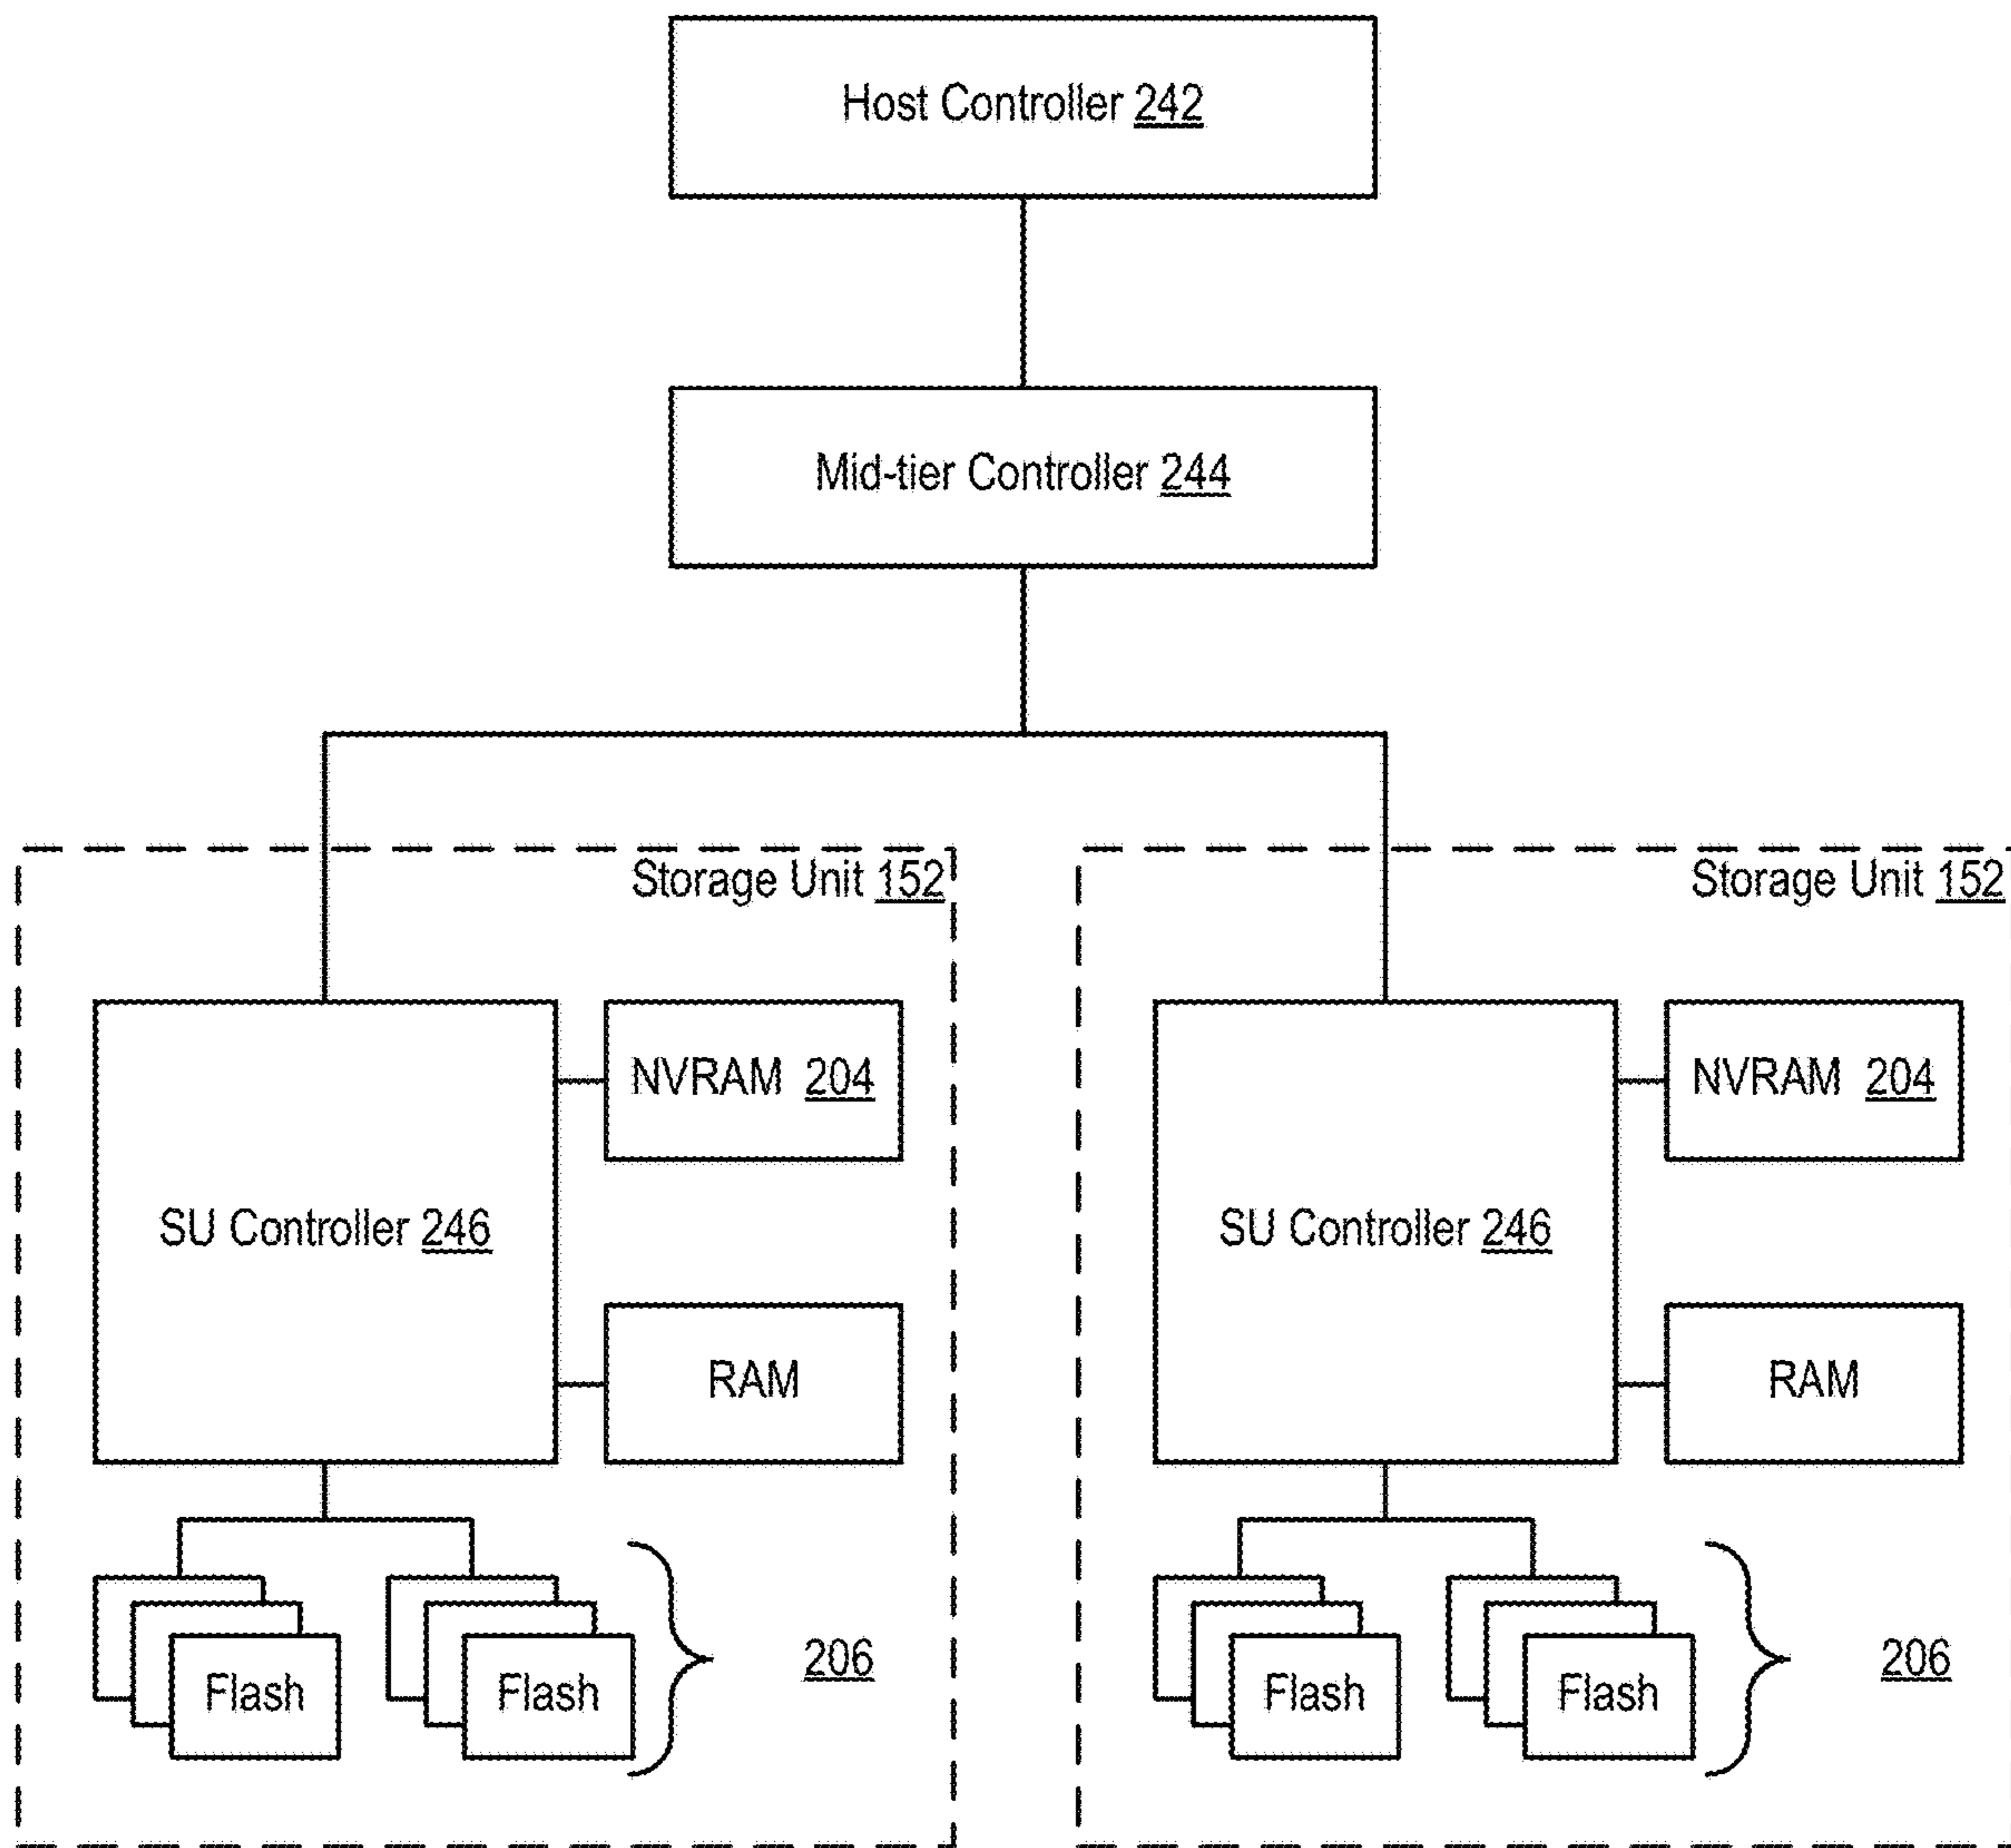 Host Controller 242
Mid-tier Controller 244
Storage Unit 152
NVRAM 204
SU Controller 246
RAM
Flash
Flash
206
Storage Unit 152
NVRAM 204
SU Controller 246
RAM
Flash
Flash
206